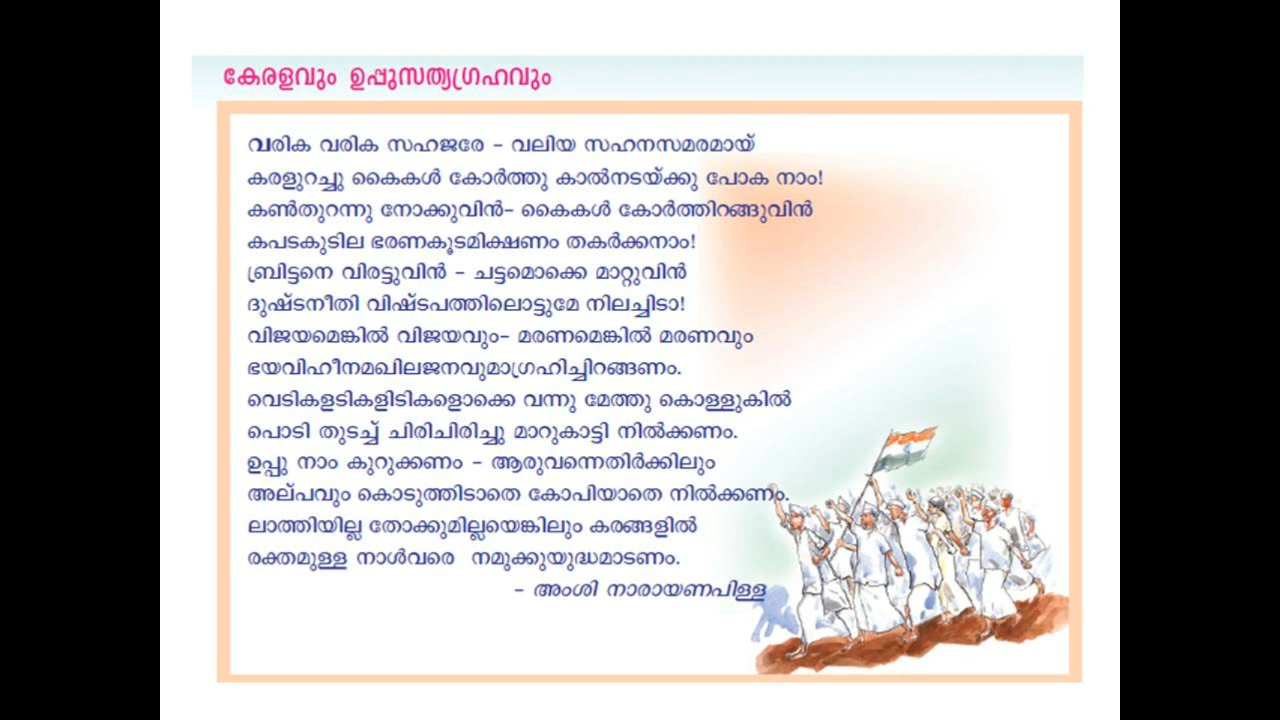 കേരളവും ഉപ്പുസത്യഗ്രഹവും
വരിക വരിക സഹജരേ – വലിയ സഹനസമരമായ്
കരളുറച്ചു കൈകൾ കോർത്തു കാൽനടയ്ക്കു പോക നാം!
കൺതുറന്നു നോക്കുവിൻ– കൈകൾ കോർത്തിറങ്ങുവിൻ
കപടകുടില ഭരണകൂടമിക്ഷണം തകർക്കനാം!
ബ്രിട്ടനെ വിരട്ടുവിൻ – ചട്ടമൊക്കെ മാറ്റുവിൻ
ദുഷ്ടനീതി വിഷ്ടപത്തിലൊട്ടുമേ നിലച്ചിടാ!
വിജയമെങ്കിൽ വിജയവും– മരണമെങ്കിൽ മരണവും
ഭയവിഹീനമഖിലജനവുമാഗ്രഹിച്ചിറങ്ങണം.
വെടികളടികളിടികളൊക്കെ വന്നു മേത്തു കൊള്ളുകിൽ
പൊടി തുടച്ച് ചിരിചിരിച്ചു മാറുകാട്ടി നിൽക്കണം.
ഉപ്പു നാം കുറുക്കണം – ആരുവന്നെതിർക്കിലും
അല്പവും കൊടുത്തിടാതെ കോപിയാതെ നിൽക്കണം.
ലാത്തിയില്ല തോക്കുമില്ലയെങ്കിലും കരങ്ങളിൽ
രക്തമുള്ള നാൾവരെ നമുക്കുയുദ്ധമാടണം.
– അംശി നാരായണപിള്ള